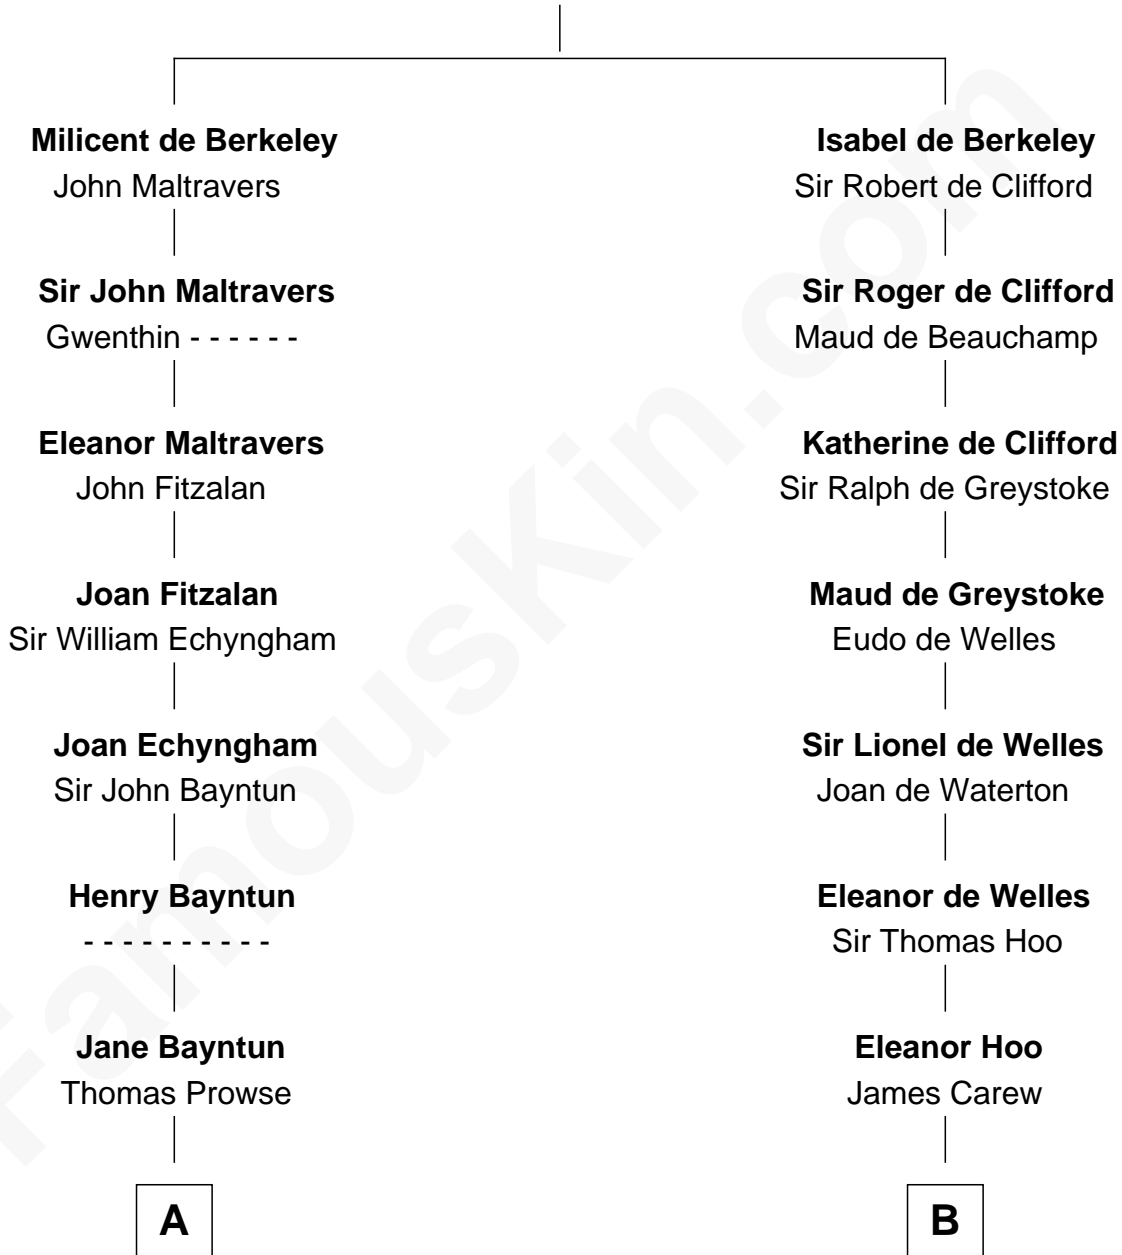 Milicent de Berkeley
John Maltravers
Sir John Maltravers
Gwenthin - - - - - -
Eleanor Maltravers
John Fitzalan
Joan Fitzalan
Sir William Echyngham
Joan Echyngham
Sir John Bayntun
Henry Bayntun
- - - - - - - - - -
Jane Bayntun
Thomas Prowse
A
Isabel de Berkeley
Sir Robert de Clifford
Sir Roger de Clifford
Maud de Beauchamp
Katherine de Clifford
Sir Ralph de Greystoke
Maud de Greystoke
Eudo de Welles
Sir Lionel de Welles
Joan de Waterton
Eleanor de Welles
Sir Thomas Hoo
Eleanor Hoo
James Carew
B
FamousKin.com